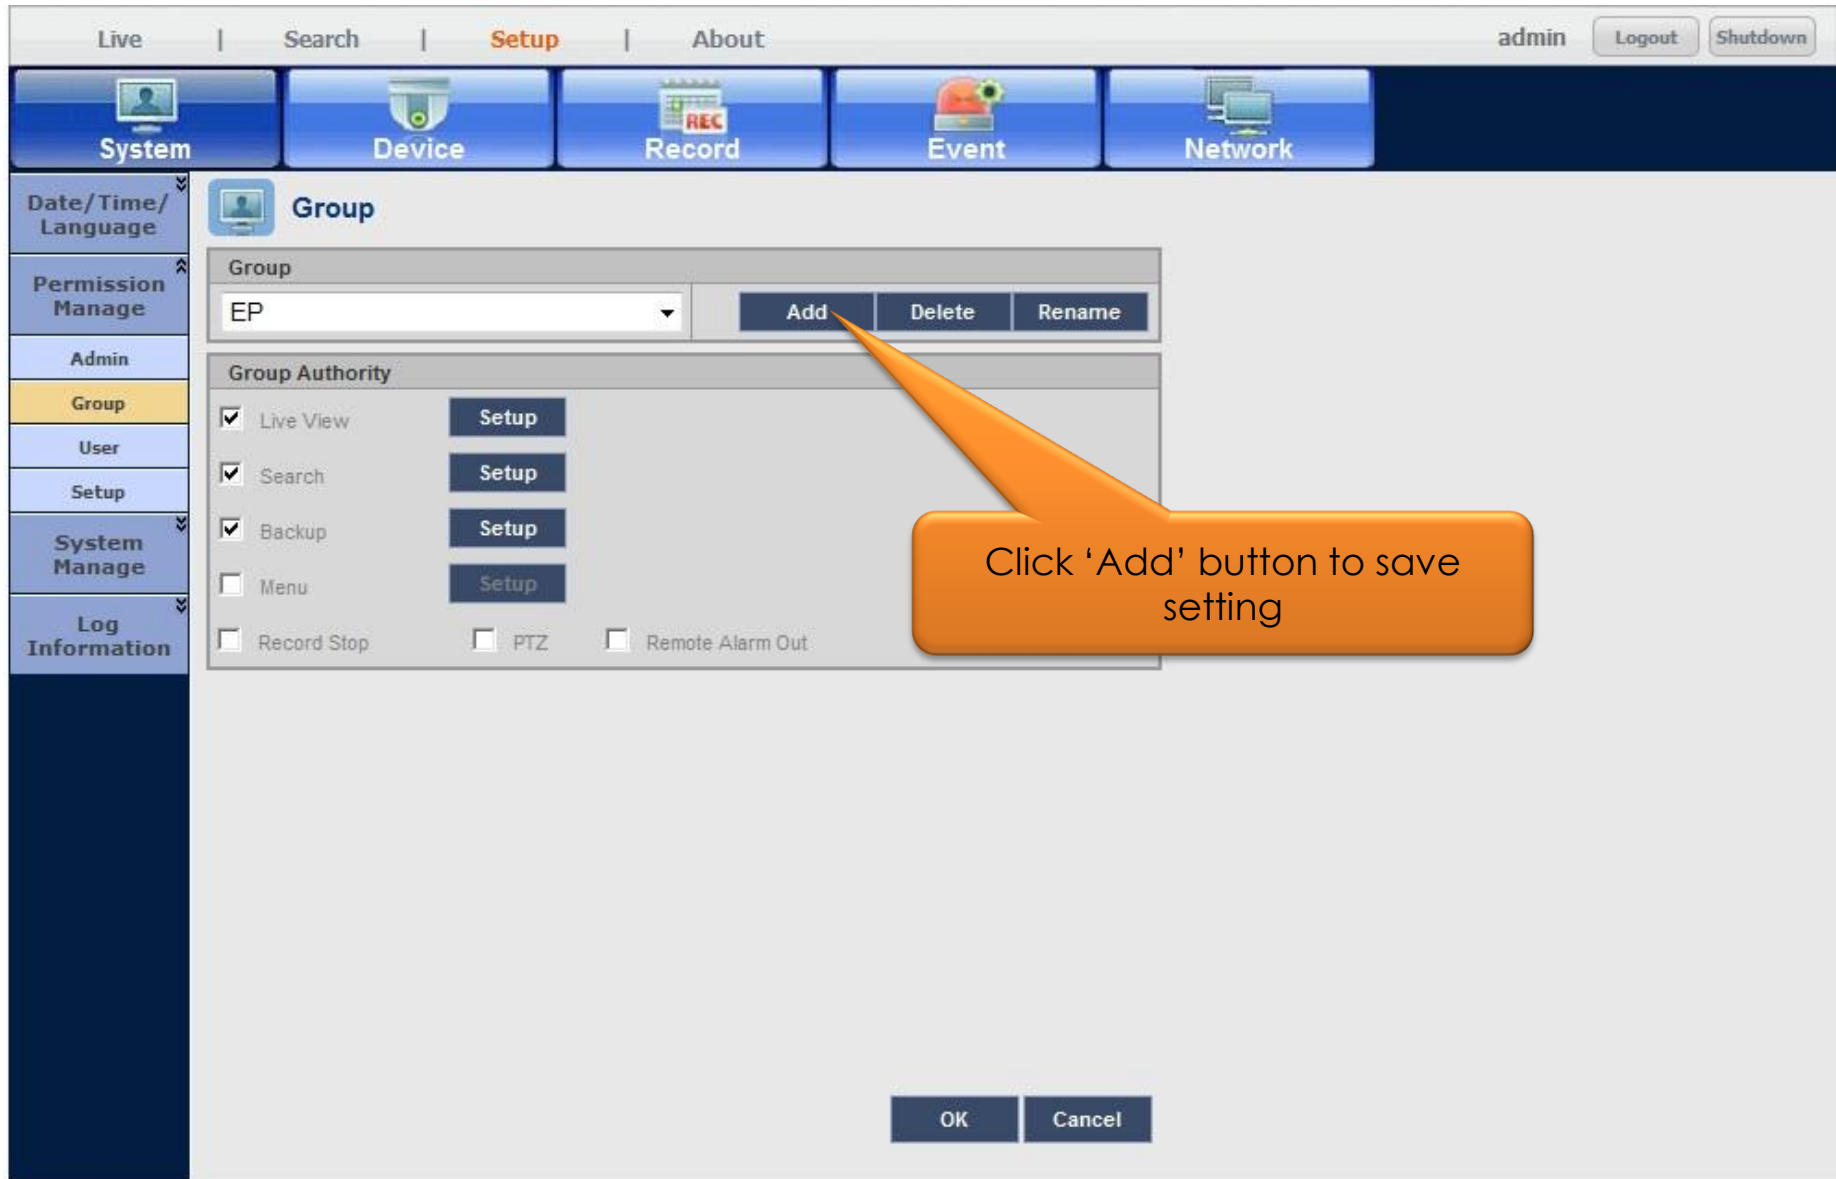 Live | Search | Setup | About admin Logout Shutdown
System Device REC Record Event Network
Date/Time/
Language
Permission
Manage
Admin
Group
User
Setup
System
Manage
Log
Information
Group
Group
EP Add Delete Rename
Group Authority
Live View Setup
Search Setup
Backup Setup
Menu Setup
Record Stop PTZ Remote Alarm Out
Click ‘Add’ button to save
setting
OK Cancel